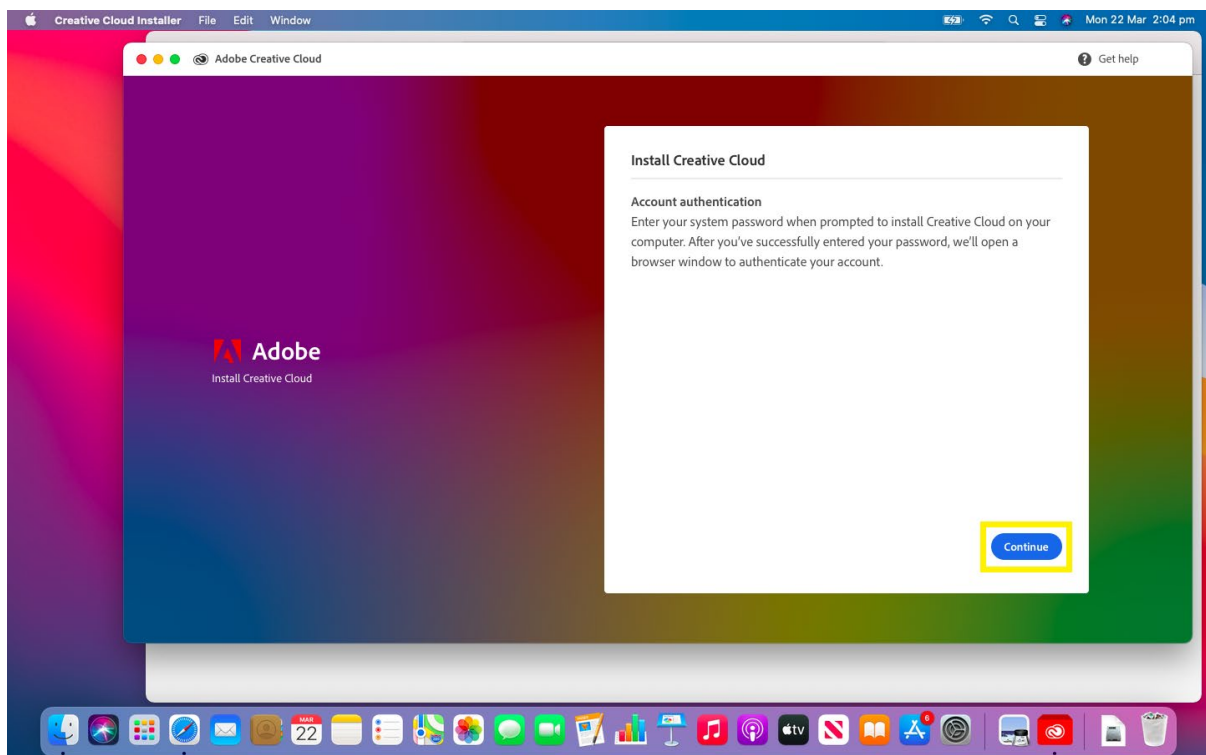 Creative Cloud Installer File Edit Window Mon 22 Mar 2:04 pm
Adobe Creative Cloud Get help
Install Creative Cloud
Account authentication
Enter your system password when prompted to install Creative Cloud on your
computer. After you've successfully entered your password, we'll open a
browser window to authenticate your account.
Adobe
Install Creative Cloud
Continue
MAR
22
tv
6